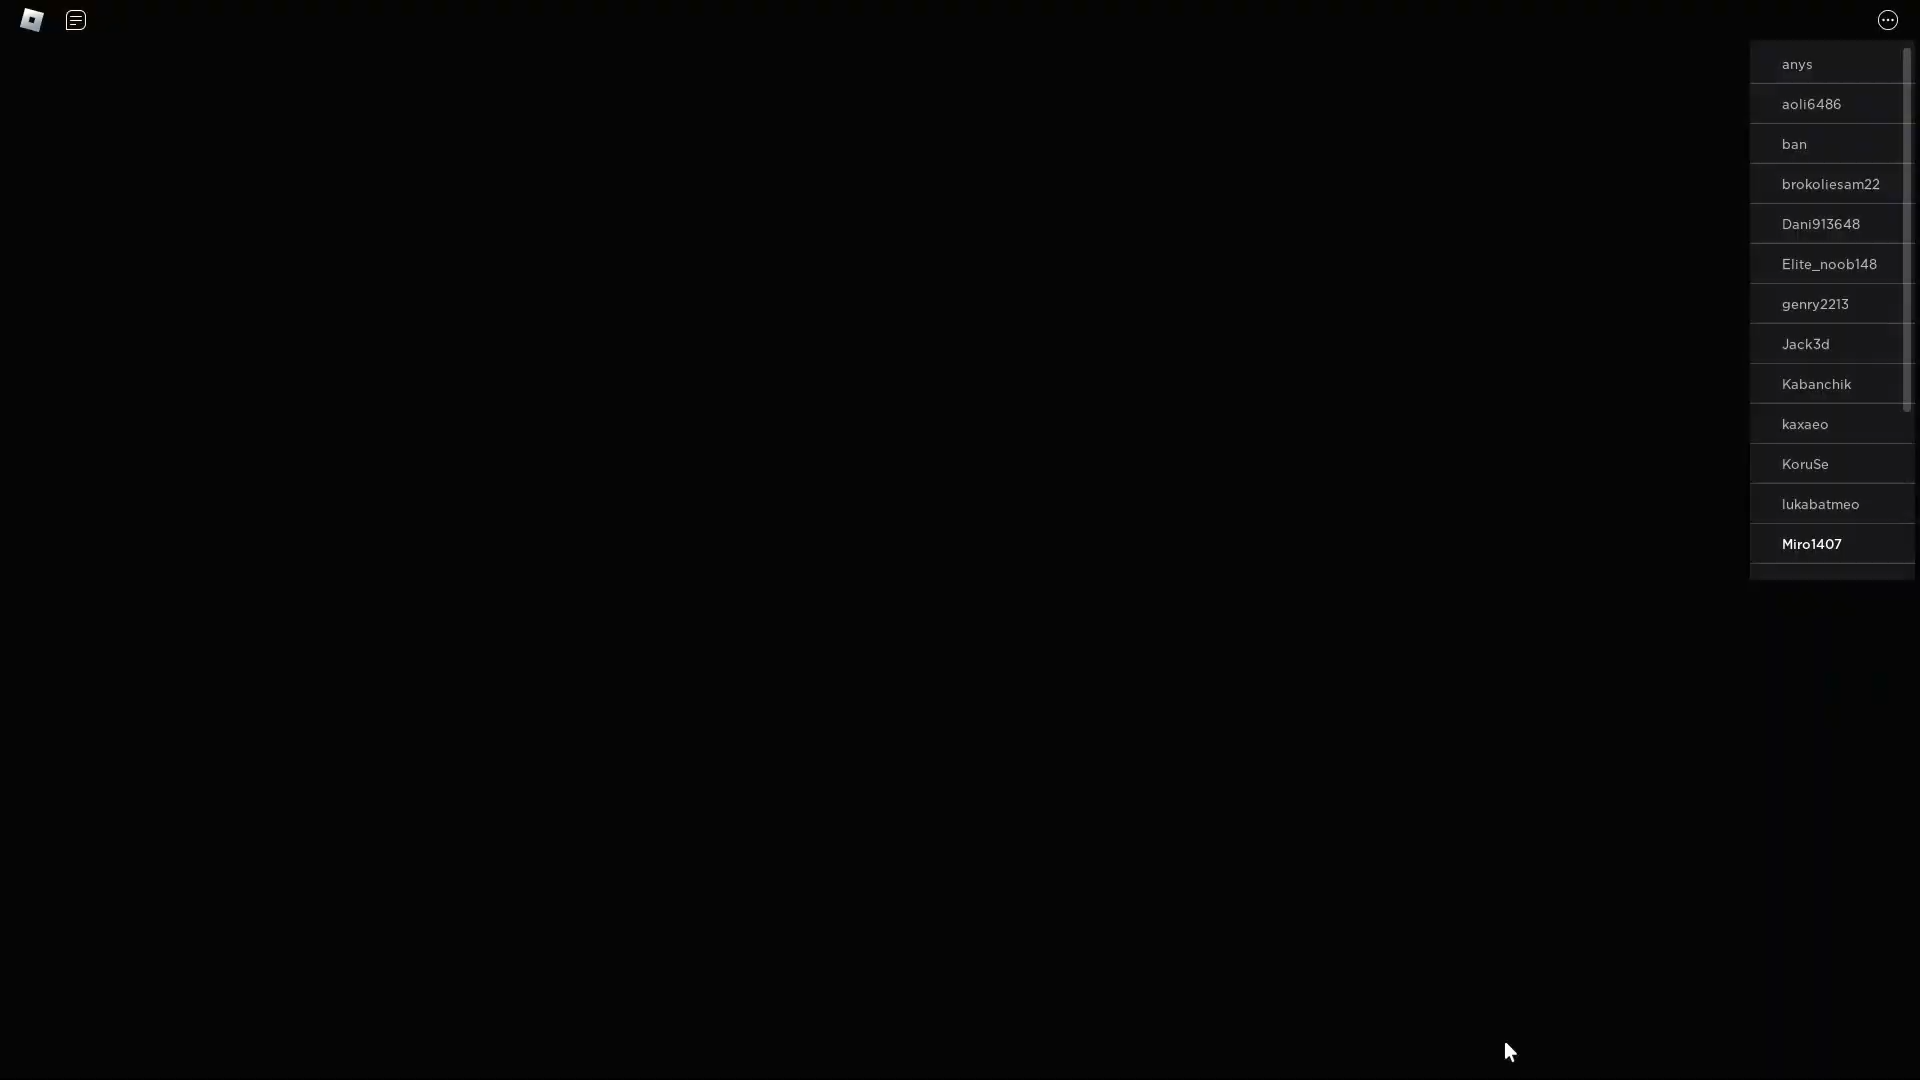 anys
aoli6486
ban
brokoliesam22
Dani913648
Elite_noob148
genry2213
Jack3d
Kabanchik
kaxaeo
KoruSe
lukabatmeo
Miro1407